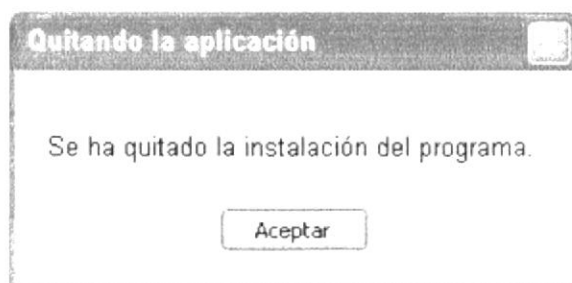 Quitando la aplicación
Se ha quitado la instalación del programa.
Aceptar